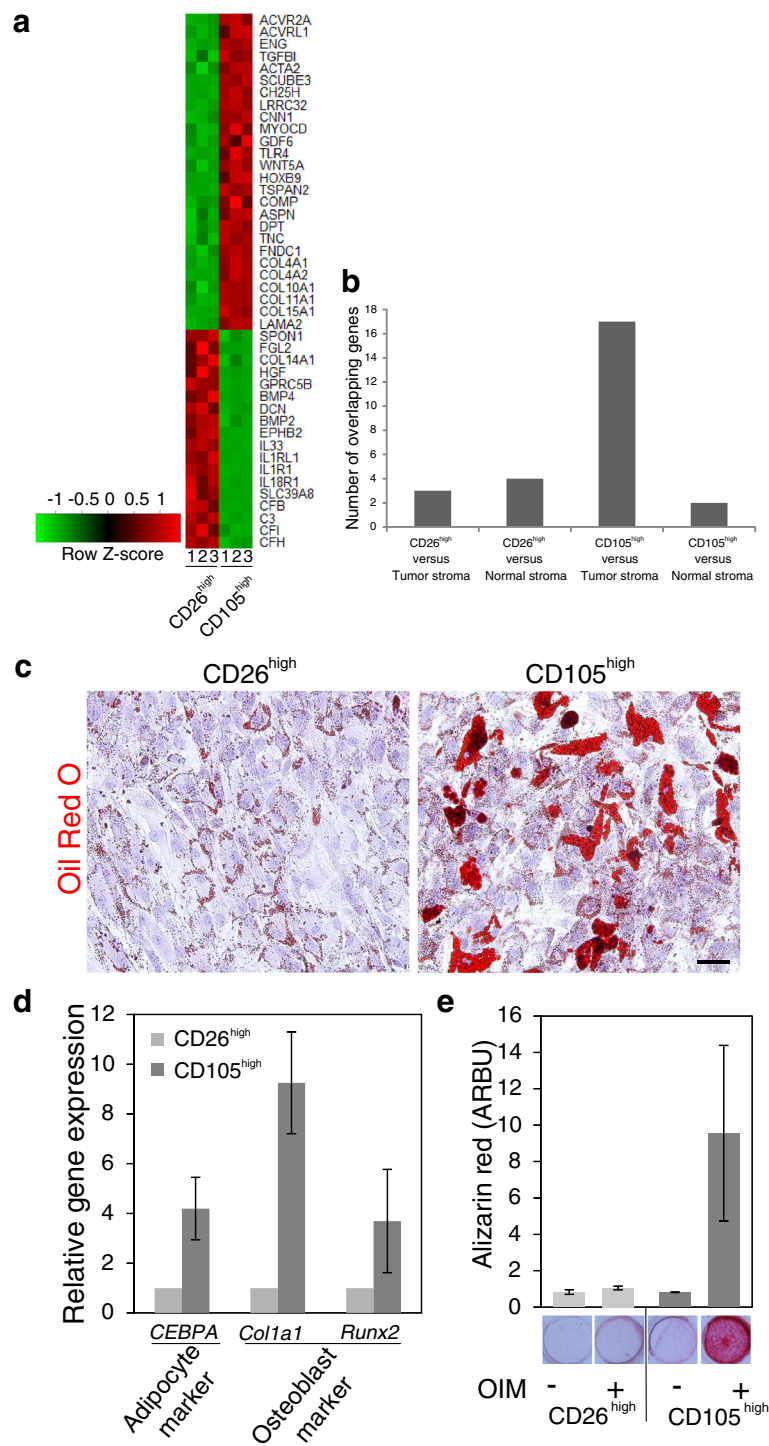 a
ACVR2A
ACVRL1
ENG
TGFBI
ACTA2
SCUBE3
CH25H
LRRC32
CNN1
MYOCD
GDF6
TLR4
WNT5A
HOXB9
TSPAN2
COMP
ASPN
DPT
TNC
FNDC1
COL4A1
COL4A2
COL10A1
COL11A1
COL15A1
LAMA2
SPON1
FGL2
COL14A1
HGF
GPRC5B
BMP4
DCN
BMP2
EPHB2
IL33
IL1RL1
IL1R1
IL18R1
SLC39A8
CFB
C3
CFI
CFH
-1 -0.5 0 0.5 1
Row Z-score
1 2 3 1 2 3
CD26high
CD105high
b
Number of overlapping genes
18
16
14
12
10
8
6
4
2
0
CD26high versus Tumor stroma
CD26high versus Normal stroma
CD105high versus Tumor stroma
CD105high versus Normal stroma
c
CD26high
CD105high
Oil Red O
d
Relative gene expression
12
10
8
6
4
2
0
CD26high
CD105high
CEBPA
Col1a1
Runx2
Adipocyte marker
Osteoblast marker
e
Alizarin red (ARBU)
16
14
12
10
8
6
4
2
0
OIM - + - +
CD26high
CD105high